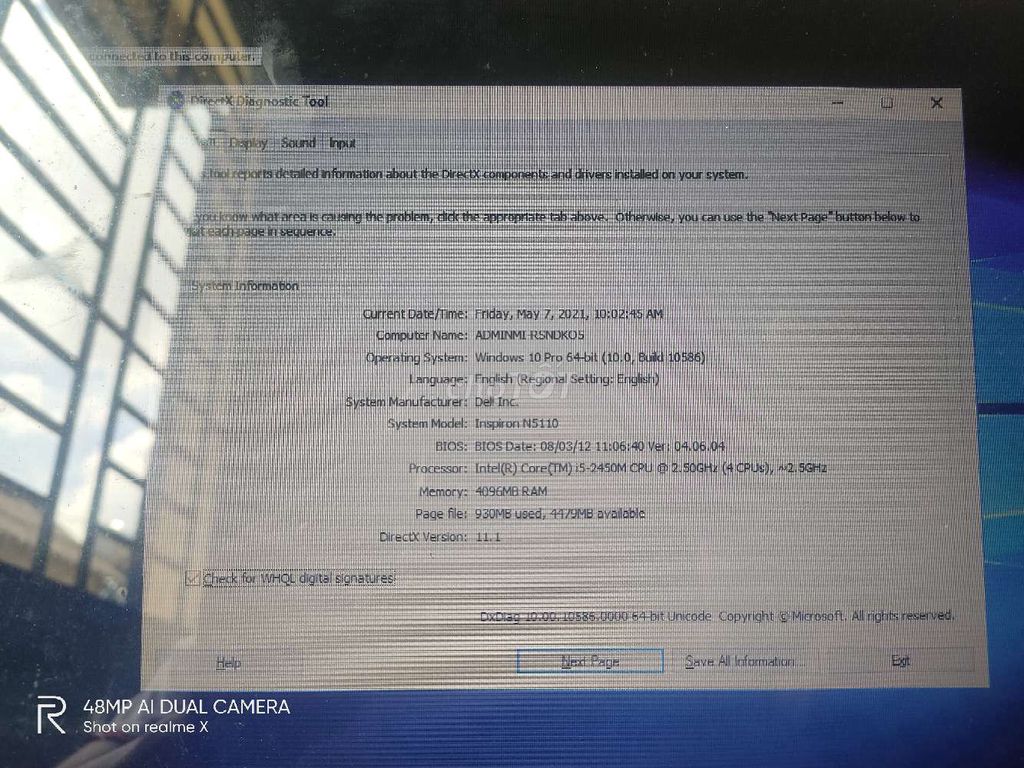 connected to this computer.
DirectX Diagnostic Tool
Display Sound Input
tool reports detailed information about the DirectX components and drivers installed on your system.
you know what area is causing the problem, click the appropriate tab above. Otherwise, you can use the "Next Page" button below to
each page in sequence.
System Information
Current Date/Time: Friday, May 7, 2021, 10:02:45 AM
Computer Name: ADMINMI-RSNDKO5
Operating System: Windows 10 Pro 64-bit (10.0, Build 10586)
Language: English (Regional Setting: English)
System Manufacturer: Dell Inc.
System Model: Inspiron N5110
BIOS: BIOS Date: 08/03/12 11:06:40 Ver: 04.06.04
Processor: Intel(R) Core(TM) i5-2450M CPU @ 2.50GHz (4 CPUs), ~2.5GHz
Memory: 4096MB RAM
Page file: 930MB used, 4479MB available
DirectX Version: 11.1
Check for WHQL digital signatures
DxDiag 10.00.10586.0000 64-bit Unicode Copyright © Microsoft. All rights reserved.
Help Next Page Save All Information... Exit
R 48MP AI DUAL CAMERA
Shot on realme X